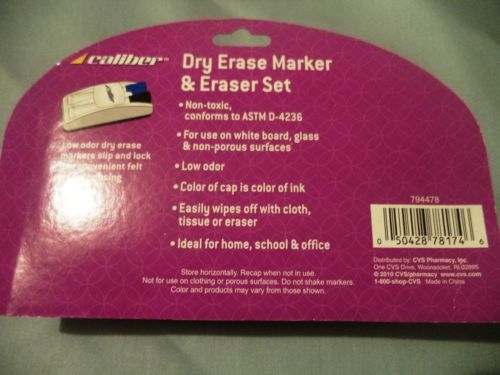 caliber™
Dry Erase Marker
& Eraser Set
• Non-toxic,
conforms to ASTM D-4236
• For use on white board, glass
& non-porous surfaces
• Low odor
• Color of cap is color of ink
• Easily wipes off with cloth,
tissue or eraser
• Ideal for home, school & office
Low odor dry erase
markers slip and lock
convenient felt
Store horizontally. Recap when not in use.
Not for use on clothing or porous surfaces. Do not shake markers.
Color and products may vary from those shown.
794478
0 50428 78174 6
Distributed by: CVS Pharmacy, Inc.
One CVS Drive, Woonsocket, RI 02895
© 2010 CVS/pharmacy www.cvs.com
1-800-shop-CVS Made in China